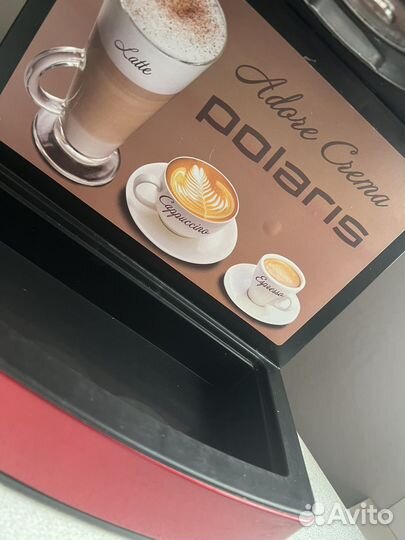 Latte
Adore Crema
polaris
Cappuccino
Espresso
Avito